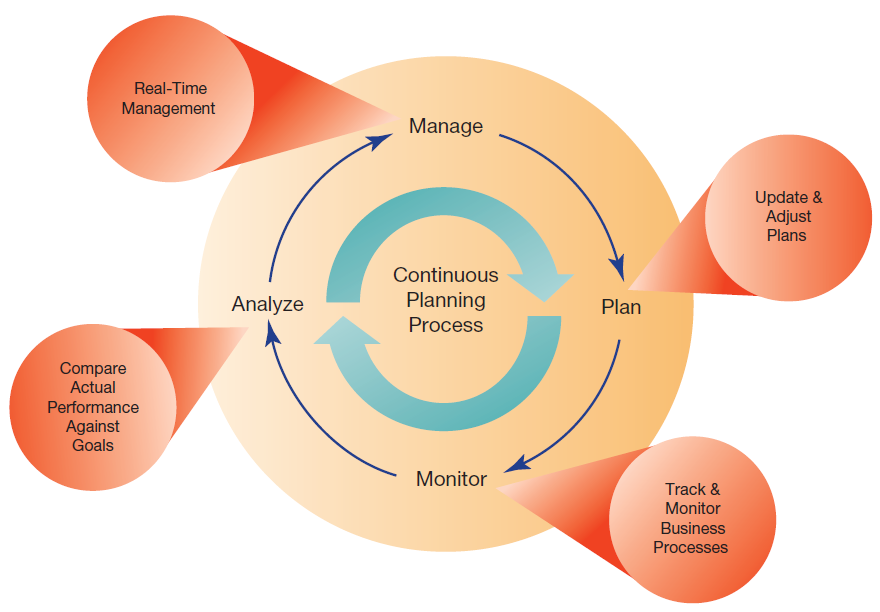 Real-Time
Management
Manage
Update &
Adjust
Plans
Continuous
Planning
Process
Analyze
Plan
Compare
Actual
Performance
Against
Goals
Monitor
Track &
Monitor
Business
Processes